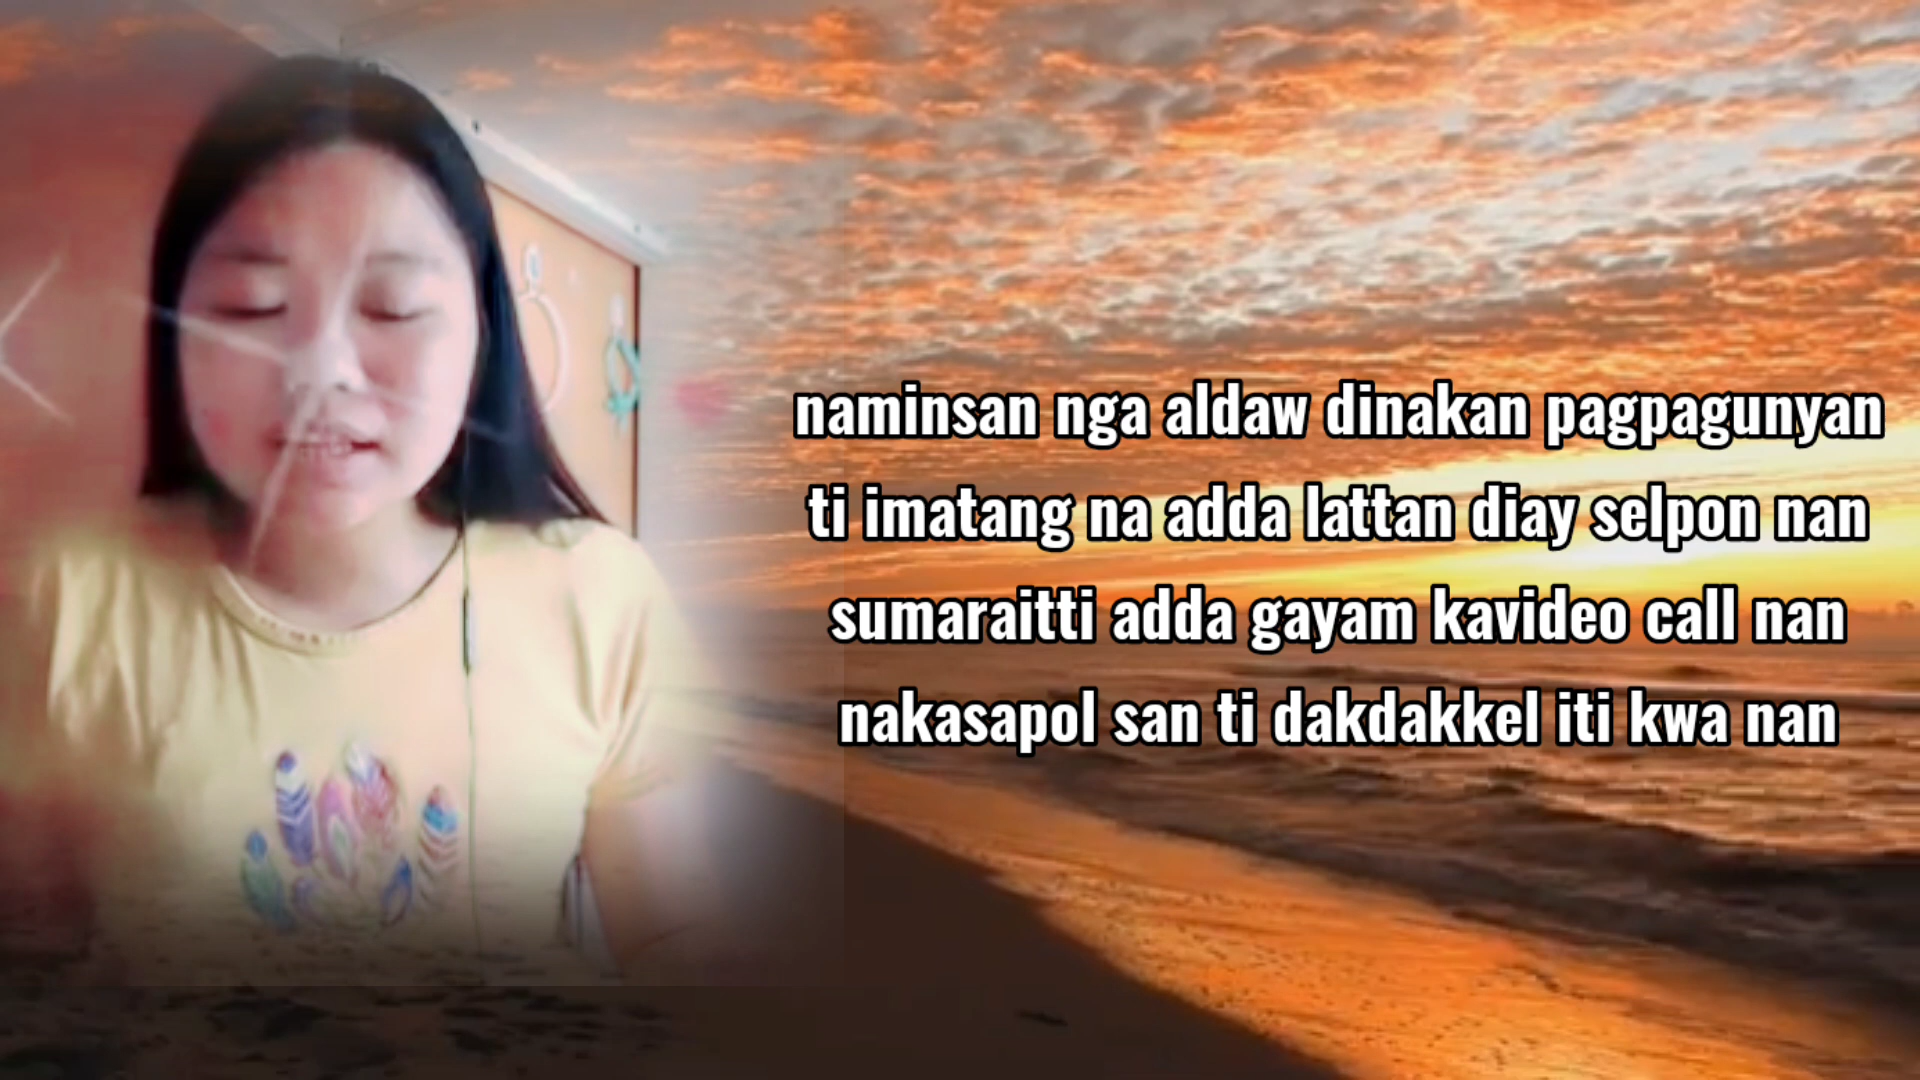 naminsan nga aldaw dinakan pagpagunyan
ti imatang na adda lattan diay selpon nan
sumaraitti adda gayam kavideo call nan
nakasapol san ti dakdakkel iti kwa nan